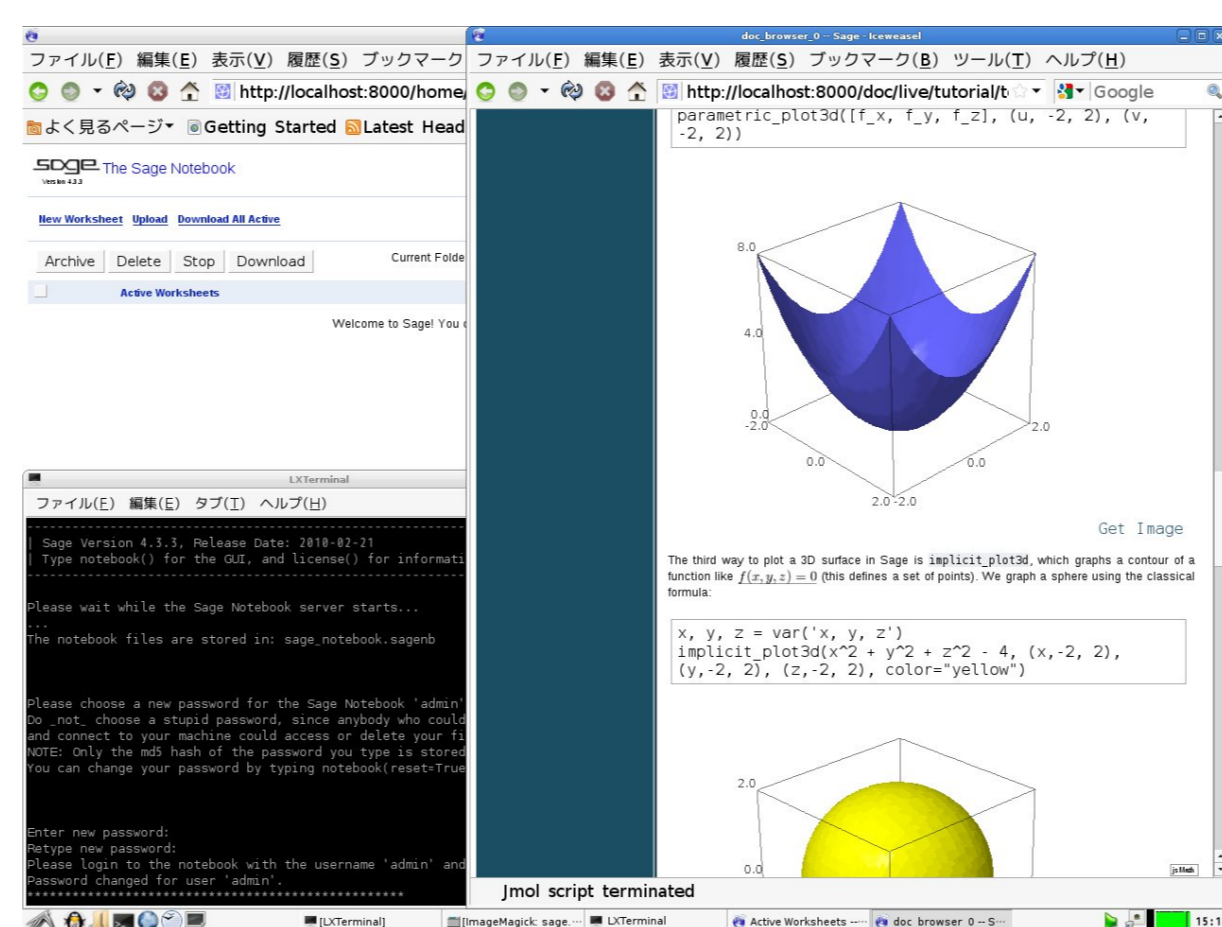 ファイル(F) 編集(E) 表示(V) 履歴(S) ブックマーク
http://localhost:8000/home/
よく見るページ Getting Started Latest Head
sage The Sage Notebook
Version 4.3.3
New Worksheet Upload Download All Active
Archive Delete Stop Download Current Folde
Active Worksheets
Welcome to Sage! You
LXTerminal
ファイル(F) 編集(E) タブ(T) ヘルプ(H)
----------------------------------------------------------
| Sage Version 4.3.3, Release Date: 2010-02-21
| Type notebook() for the GUI, and license() for informati
----------------------------------------------------------
Please wait while the Sage Notebook server starts...
...
The notebook files are stored in: sage_notebook.sagenb
Please choose a new password for the Sage Notebook 'admin'
Do _not_ choose a stupid password, since anybody who could
and connect to your machine could access or delete your fi
NOTE: Only the md5 hash of the password you type is stored
You can change your password by typing notebook(reset=True
Enter new password:
Retype new password:
Please login to the notebook with the username 'admin' and
Password changed for user 'admin'.
**************************************************
doc_browser_0 -- Sage - Iceweasel
ファイル(F) 編集(E) 表示(V) 履歴(S) ブックマーク(B) ツール(T) ヘルプ(H)
http://localhost:8000/doc/live/tutorial/t Google
parametric_plot3d([f_x, f_y, f_z], (u, -2, 2), (v,
-2, 2))
8.0
4.0
0.0
-2.0
2.0
0.0
0.0
2.0
-2.0
Get Image
The third way to plot a 3D surface in Sage is implicit_plot3d, which graphs a contour of a
function like f(x, y, z) = 0 (this defines a set of points). We graph a sphere using the classical
formula:
x, y, z = var('x, y, z')
implicit_plot3d(x^2 + y^2 + z^2 - 4, (x,-2, 2),
(y,-2, 2), (z,-2, 2), color="yellow")
2.0
0.0
jsMath
Jmol script terminated
[LXTerminal] [ImageMagick: sage.… LXTerminal Active Worksheets --… doc_browser_0 -- S… 15:1